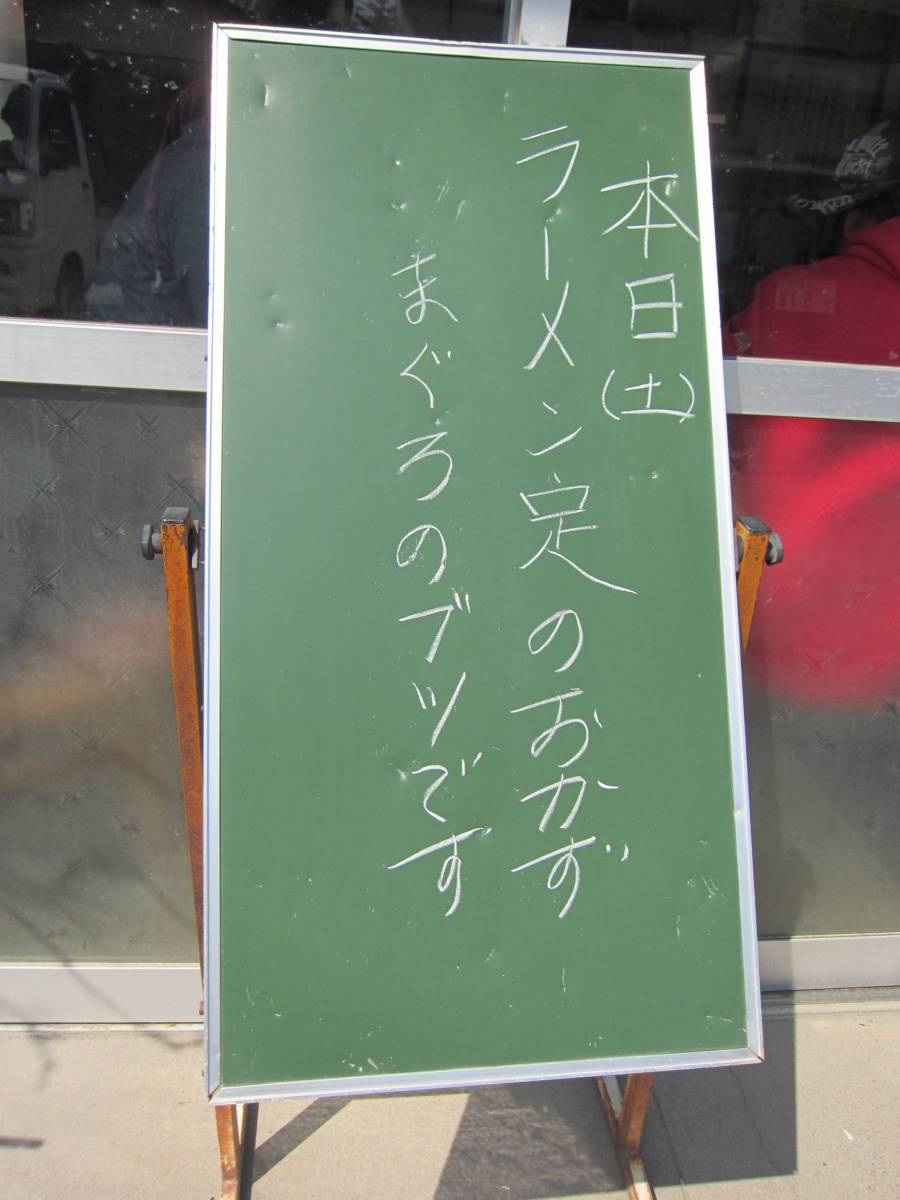 本日(土)
ラーメン定のおかず
まぐろのブツです